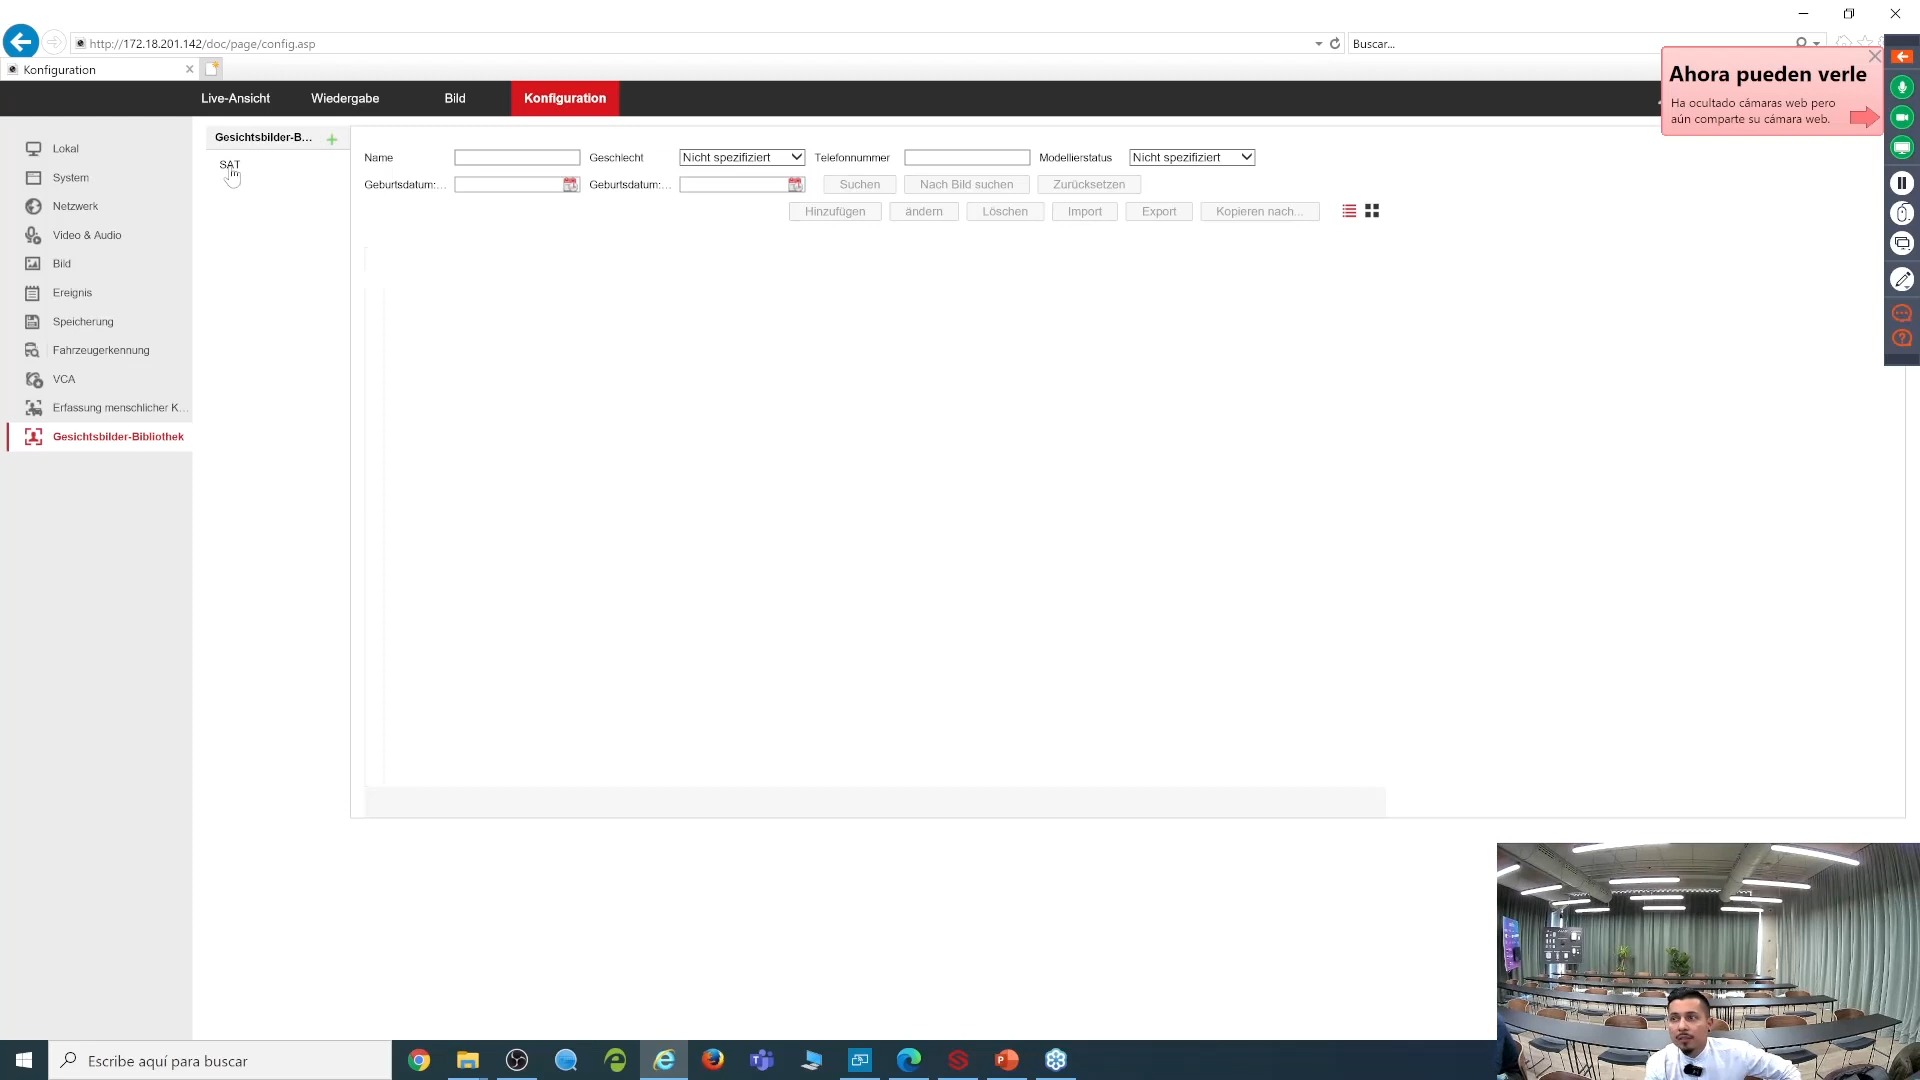 http://172.18.201.142/doc/page/config.asp
Buscar...
Konfiguration
Ahora pueden verle
Ha ocultado cámaras web pero
aún comparte su cámara web.
Live-Ansicht
Wiedergabe
Bild
Konfiguration
Lokal
System
Netzwerk
Video & Audio
Bild
Ereignis
Speicherung
Fahrzeugerkennung
VCA
Erfassung menschlicher K...
Gesichtsbilder-Bibliothek
Gesichtsbilder-B...
SAT
Name
Geschlecht
Nicht spezifiziert
Telefonnummer
Modellierstatus
Nicht spezifiziert
Geburtsdatum:...
Geburtsdatum:...
Suchen
Nach Bild suchen
Zurücksetzen
Hinzufügen
ändern
Löschen
Import
Export
Kopieren nach...
Escribe aquí para buscar